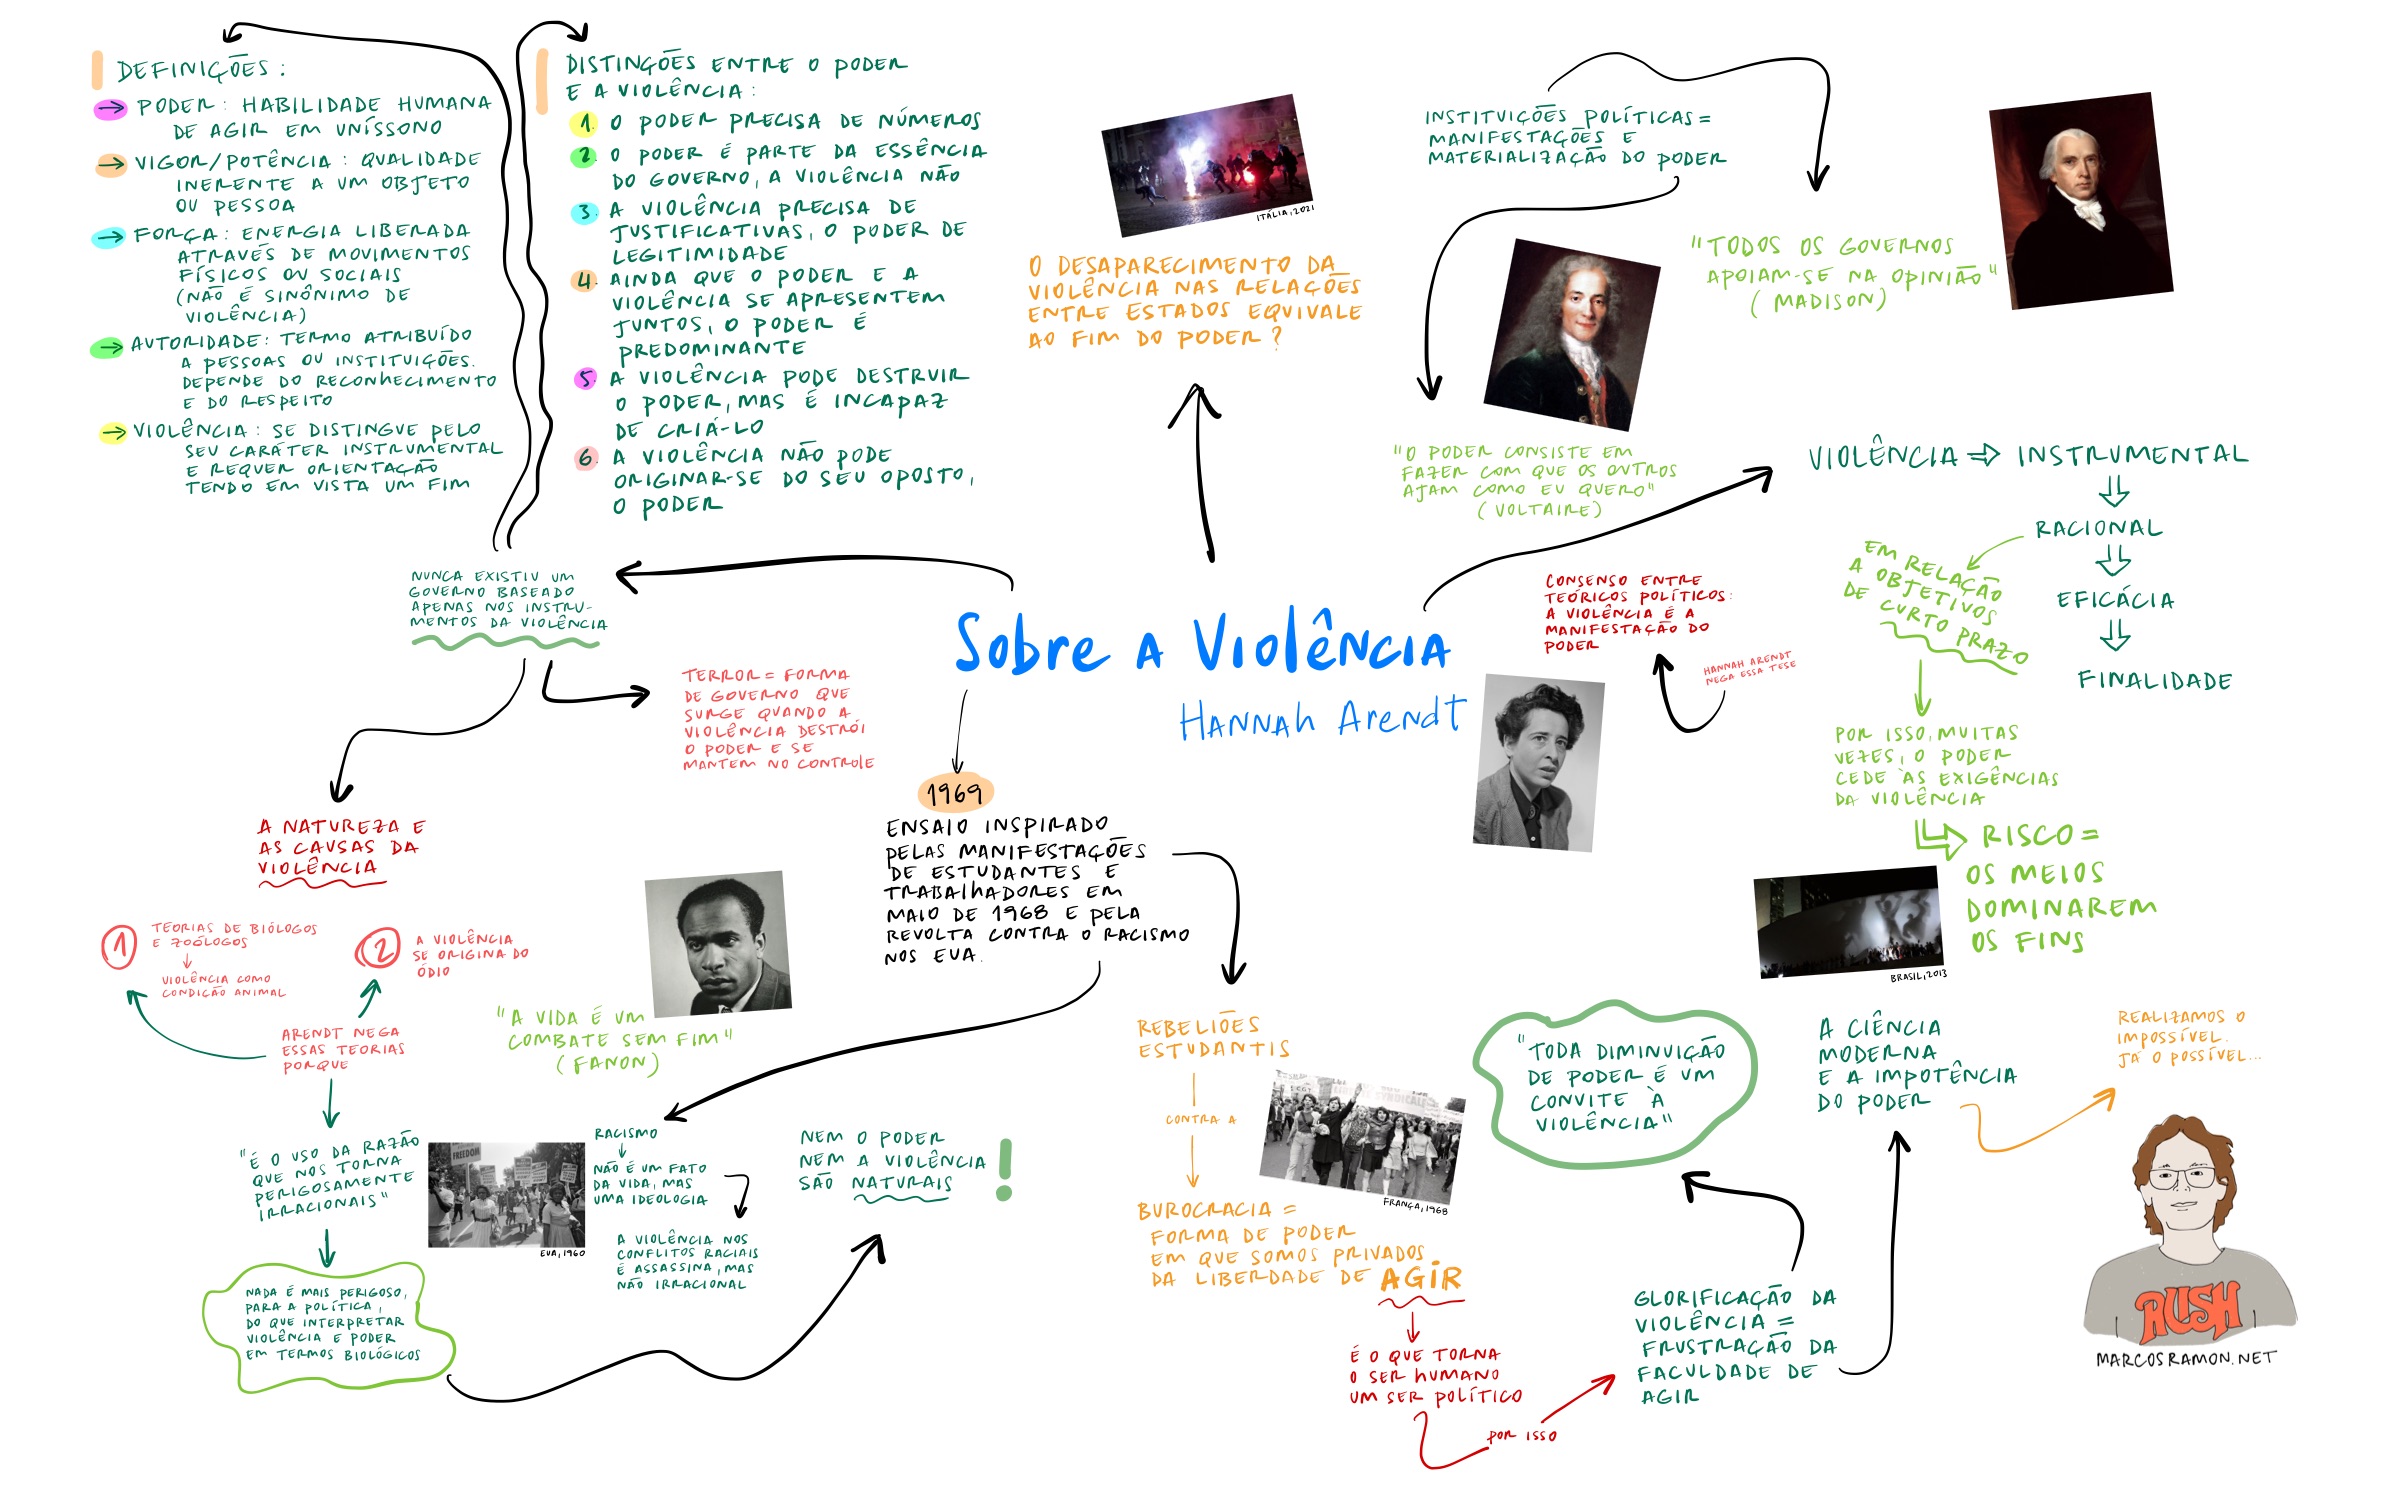 Sobre A Violência
Hannah Arendt
DEFINIÇÕES:
→ PODER: HABILIDADE HUMANA
DE AGIR EM UNÍSSONO
→ VIGOR/POTÊNCIA: QUALIDADE
INERENTE A UM OBJETO
OU PESSOA
→ FORÇA: ENERGIA LIBERADA
ATRAVÉS DE MOVIMENTOS
FÍSICOS OU SOCIAIS
(NÃO É SINÔNIMO DE
VIOLÊNCIA)
→ AUTORIDADE: TERMO ATRIBUÍDO
A PESSOAS OU INSTITUIÇÕES.
DEPENDE DO RECONHECIMENTO
E DO RESPEITO
→ VIOLÊNCIA: SE DISTINGUE PELO
SEU CARÁTER INSTRUMENTAL
E REQUER ORIENTAÇÃO
TENDO EM VISTA UM FIM
DISTINÇÕES ENTRE O PODER
E A VIOLÊNCIA:
1. O PODER PRECISA DE NÚMEROS
2. O PODER É PARTE DA ESSÊNCIA
DO GOVERNO, A VIOLÊNCIA NÃO
3. A VIOLÊNCIA PRECISA DE
JUSTIFICATIVAS, O PODER DE
LEGITIMIDADE
4. AINDA QUE O PODER E A
VIOLÊNCIA SE APRESENTEM
JUNTOS, O PODER É
PREDOMINANTE
5. A VIOLÊNCIA PODE DESTRUIR
O PODER, MAS É INCAPAZ
DE CRIÁ-LO
6. A VIOLÊNCIA NÃO PODE
ORIGINAR-SE DO SEU OPOSTO,
O PODER
NUNCA EXISTIU UM
GOVERNO BASEADO
APENAS NOS INSTRU-
MENTOS DA VIOLÊNCIA
TERROR = FORMA
DE GOVERNO QUE
SURGE QUANDO A
VIOLÊNCIA DESTRÓI
O PODER E SE
MANTEM NO CONTROLE
A NATUREZA E
AS CAUSAS DA
VIOLÊNCIA
1
TEORIAS DE BIÓLOGOS
E ZOÓLOGOS
VIOLÊNCIA COMO
CONDIÇÃO ANIMAL
2
A VIOLÊNCIA
SE ORIGINA DO
ÓDIO
ARENDT NEGA
ESSAS TEORIAS
PORQUE
"É O USO DA RAZÃO
QUE NOS TORNA
PERIGOSAMENTE
IRRACIONAIS"
NADA É MAIS PERIGOSO,
PARA A POLÍTICA,
DO QUE INTERPRETAR
VIOLÊNCIA E PODER
EM TERMOS BIOLÓGICOS
NEM O PODER
NEM A VIOLÊNCIA
SÃO NATURAIS
!
1969
ENSAIO INSPIRADO
PELAS MANIFESTAÇÕES
DE ESTUDANTES E
TRABALHADORES EM
MAIO DE 1968 E PELA
REVOLTA CONTRA O RACISMO
NOS EUA.
"A VIDA É UM
COMBATE SEM FIM"
(FANON)
FREEDOM
EUA, 1960
RACISMO
NÃO É UM FATO
DA VIDA, MAS
UMA IDEOLOGIA
A VIOLÊNCIA NOS
CONFLITOS RACIAIS
É ASSASSINA, MAS
NÃO IRRACIONAL
REBELIÕES
ESTUDANTIS
CONTRA A
BUROCRACIA =
FORMA DE PODER
EM QUE SOMOS PRIVADOS
DA LIBERDADE DE AGIR
FRANÇA, 1968
É O QUE TORNA
O SER HUMANO
UM SER POLÍTICO
POR ISSO
GLORIFICAÇÃO DA
VIOLÊNCIA =
FRUSTRAÇÃO DA
FACULDADE DE
AGIR
"TODA DIMINUIÇÃO
DE PODER É UM
CONVITE À
VIOLÊNCIA"
A CIÊNCIA
MODERNA
E A IMPOTÊNCIA
DO PODER
REALIZAMOS O
IMPOSSÍVEL.
JÁ O POSSÍVEL...
ITÁLIA, 2021
O DESAPARECIMENTO DA
VIOLÊNCIA NAS RELAÇÕES
ENTRE ESTADOS EQUIVALE
AO FIM DO PODER?
INSTITUIÇÕES POLÍTICAS =
MANIFESTAÇÕES E
MATERIALIZAÇÃO DO PODER
"TODOS OS GOVERNOS
APOIAM-SE NA OPINIÃO"
(MADISON)
"O PODER CONSISTE EM
FAZER COM QUE OS OUTROS
AJAM COMO EU QUERO"
(VOLTAIRE)
VIOLÊNCIA ⇒ INSTRUMENTAL
RACIONAL
EFICÁCIA
FINALIDADE
EM RELAÇÃO
A OBJETIVOS
DE CURTO PRAZO
POR ISSO, MUITAS
VEZES, O PODER
CEDE ÀS EXIGÊNCIAS
DA VIOLÊNCIA
RISCO =
OS MEIOS
DOMINAREM
OS FINS
BRASIL, 2013
CONSENSO ENTRE
TEÓRICOS POLÍTICOS:
A VIOLÊNCIA É A
MANIFESTAÇÃO DO
PODER
HANNAH ARENDT
NEGA ESSA TESE
RUSH
MARCOSRAMON.NET